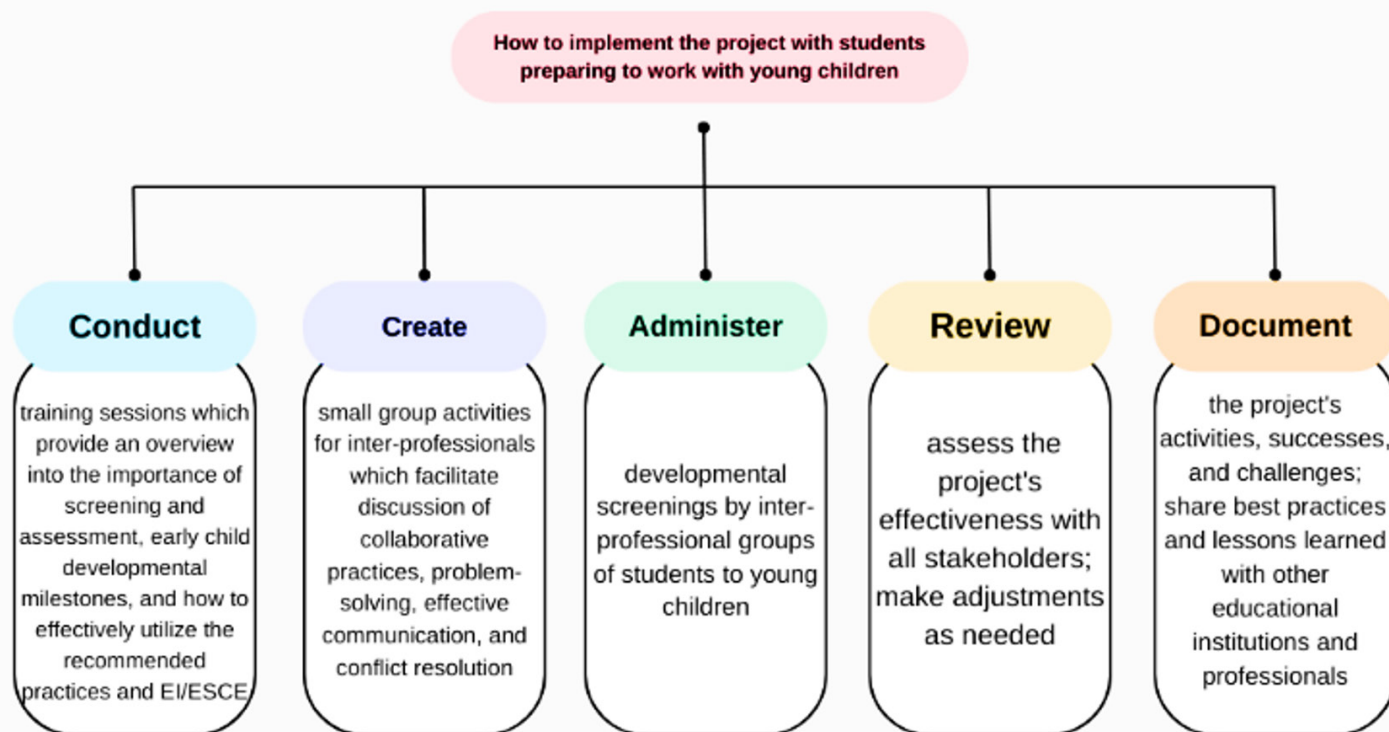 How to implement the project with students
preparing to work with young children
Conduct
training sessions which
provide an overview
into the importance of
screening and
assessment, early child
developmental
milestones, and how to
effectively utilize the
recommended
practices and EI/ESCE
Create
small group activities
for inter-professionals
which facilitate
discussion of
collaborative
practices, problem-
solving, effective
communication, and
conflict resolution
Administer
developmental
screenings by inter-
professional groups
of students to young
children
Review
assess the
project's
effectiveness with
all stakeholders;
make adjustments
as needed
Document
the project's
activities, successes,
and challenges;
share best practices
and lessons learned
with other
educational
institutions and
professionals